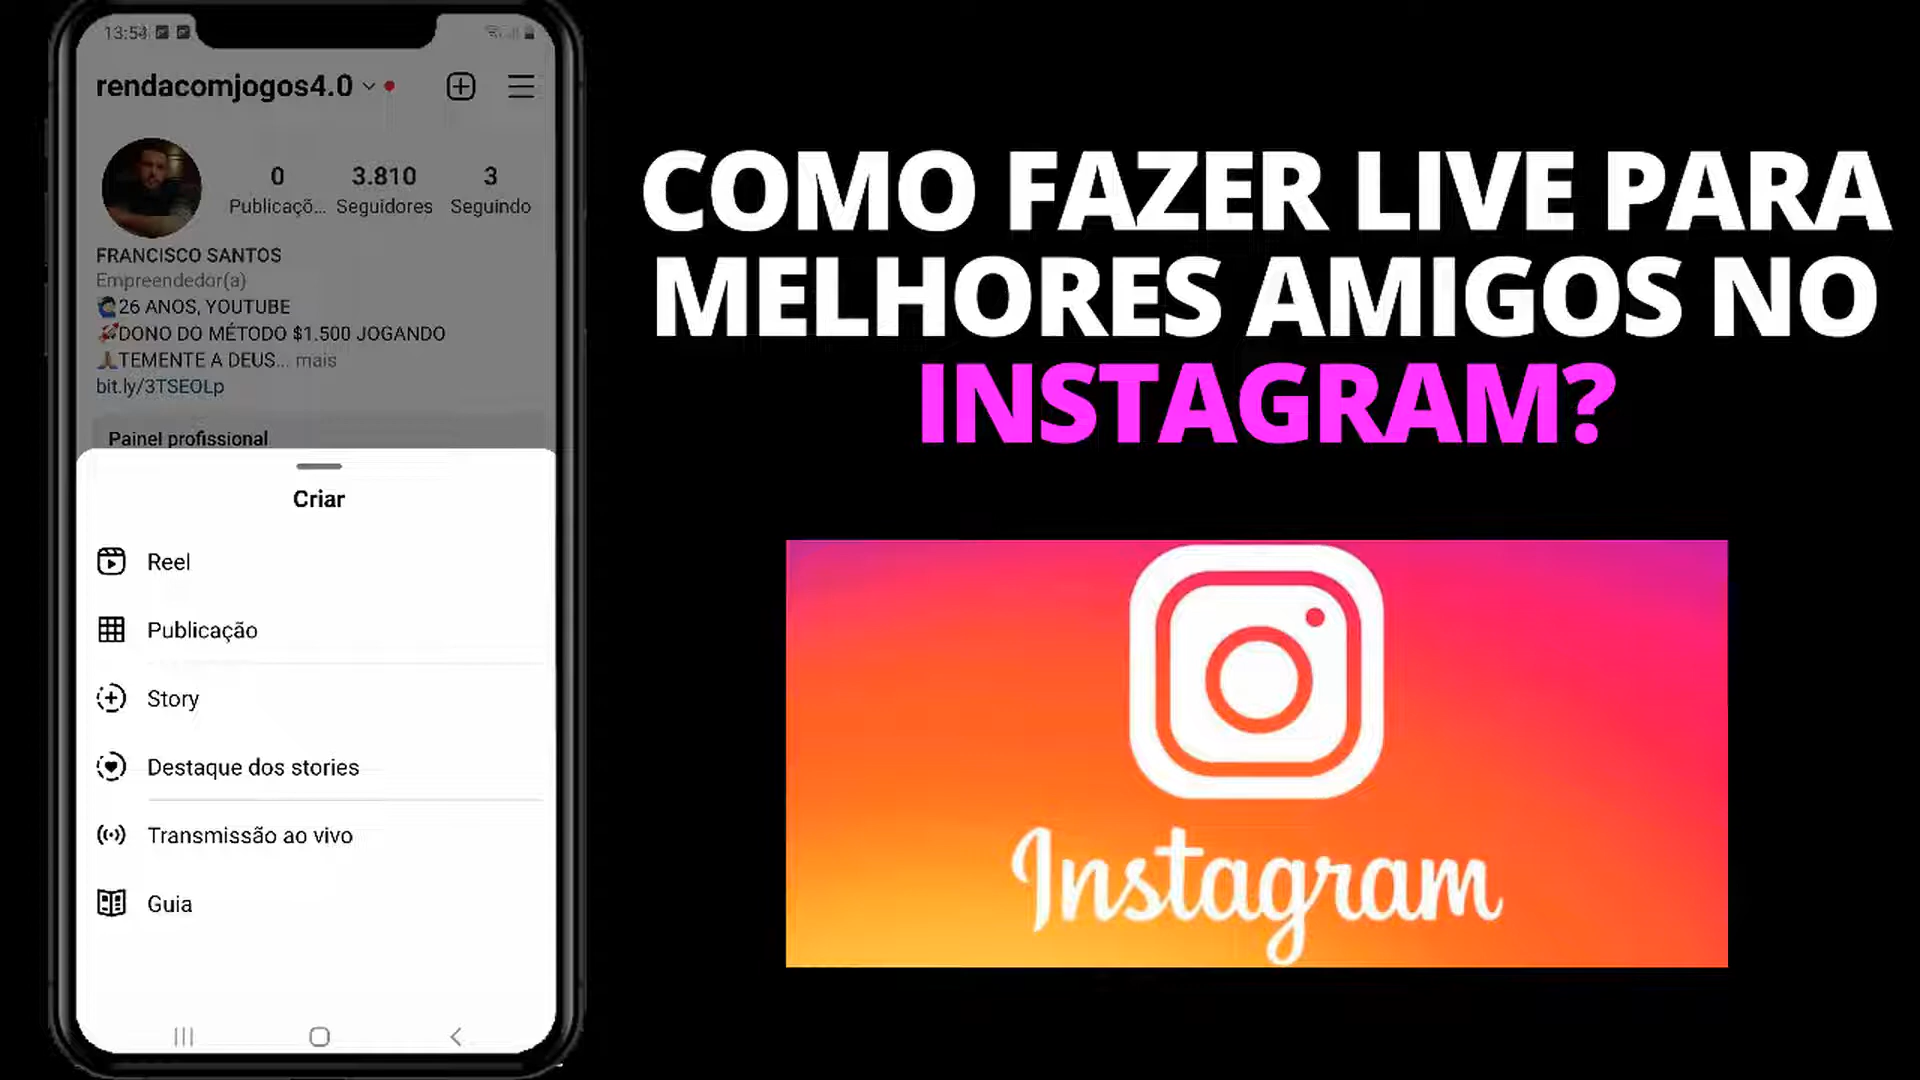 13:54
rendacomjogos4.0
0
3.810
3
Publicaçõ...
Seguidores
Seguindo
FRANCISCO SANTOS
Empreendedor(a)
26 ANOS, YOUTUBE
DONO DO MÉTODO $1.500 JOGANDO
TEMENTE A DEUS... mais
bit.ly/3TSEOLp
Painel profissional
Criar
Reel
Publicação
Story
Destaque dos stories
Transmissão ao vivo
Guia
COMO FAZER LIVE PARA
MELHORES AMIGOS NO
INSTAGRAM?
Instagram